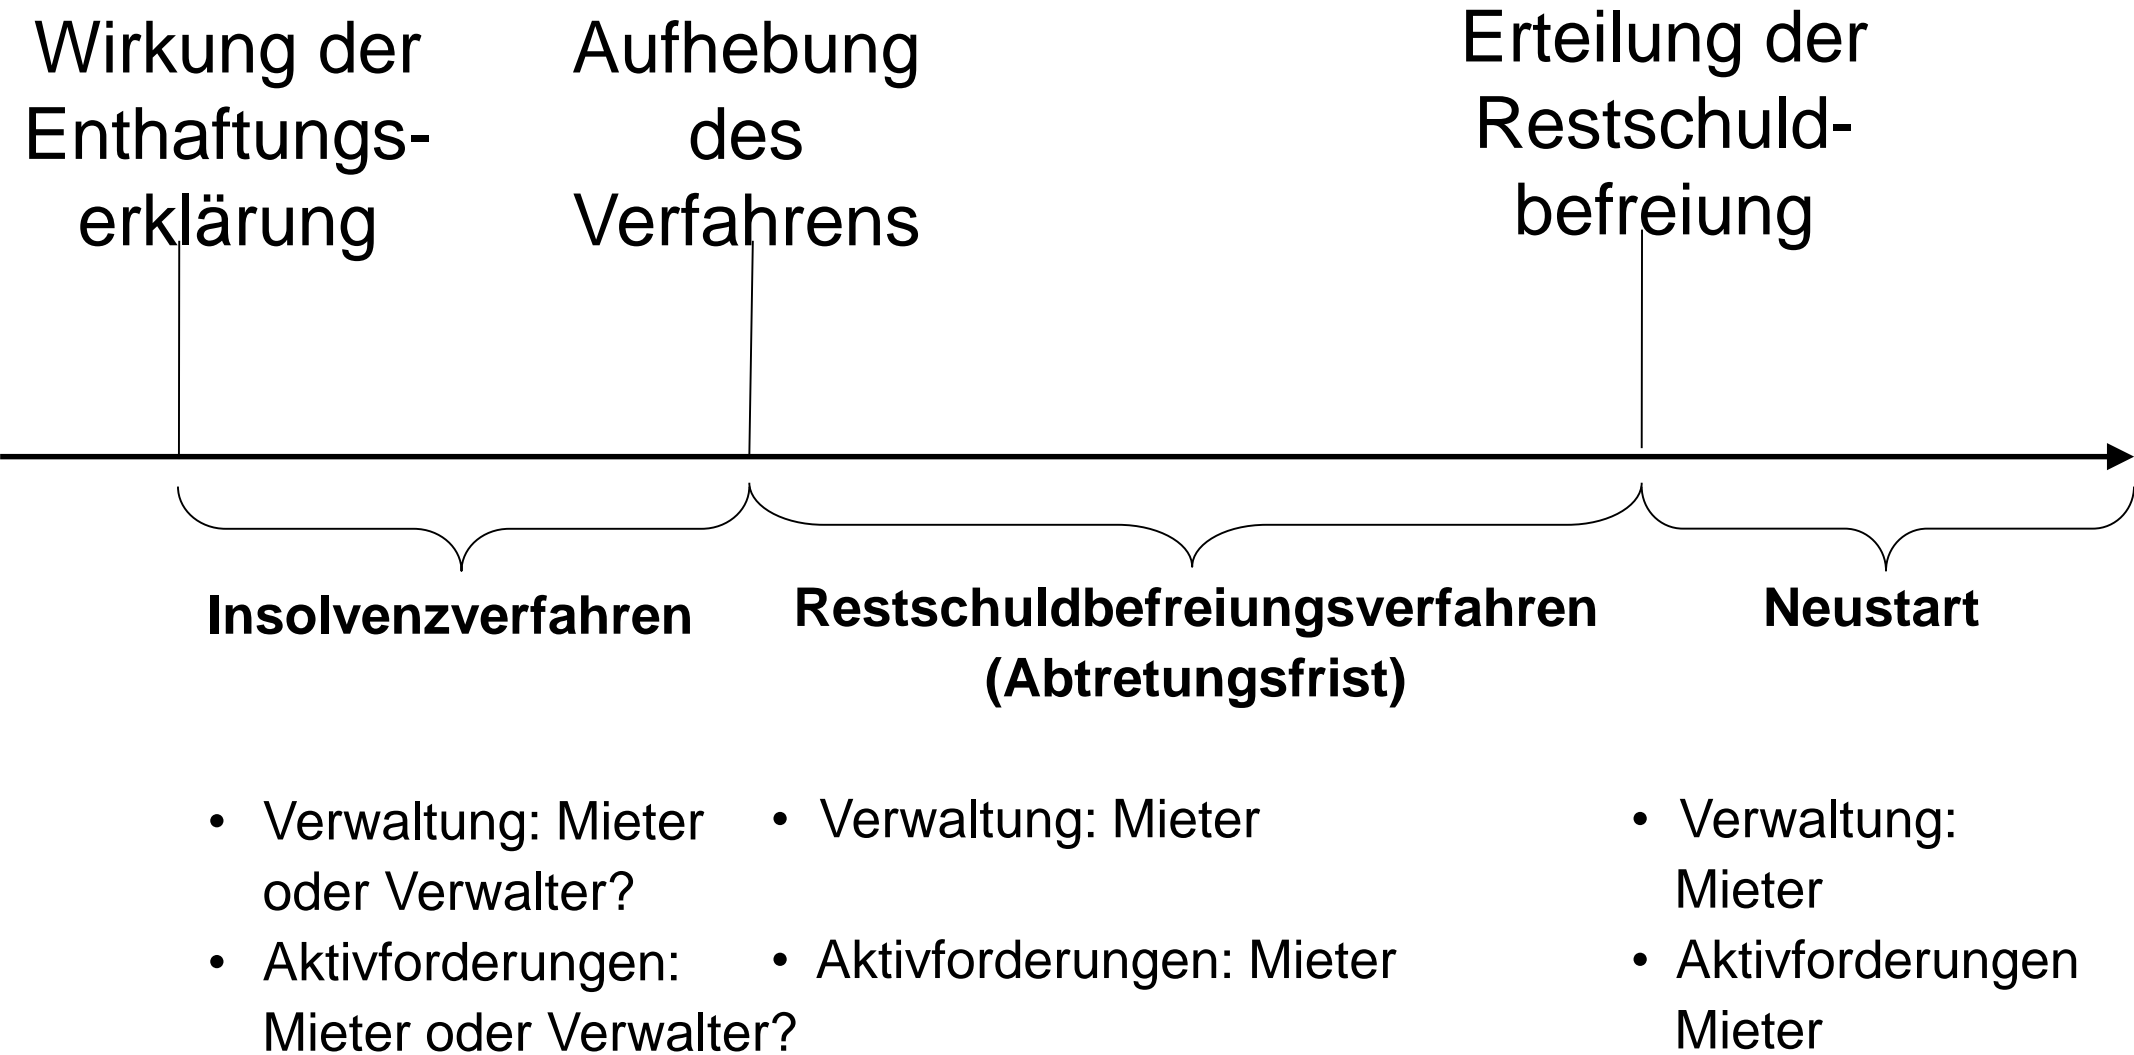 Wirkung der
Enthaftungs-
erklärung
Aufhebung
des
Verfahrens
Erteilung der
Restschuld-
befreiung
Insolvenzverfahren
Restschuldbefreiungsverfahren
(Abtretungsfrist)
Neustart
• Verwaltung: Mieter
oder Verwalter?
• Aktivforderungen:
Mieter oder Verwalter?
• Verwaltung: Mieter
• Aktivforderungen: Mieter
• Verwaltung:
Mieter
• Aktivforderungen
Mieter